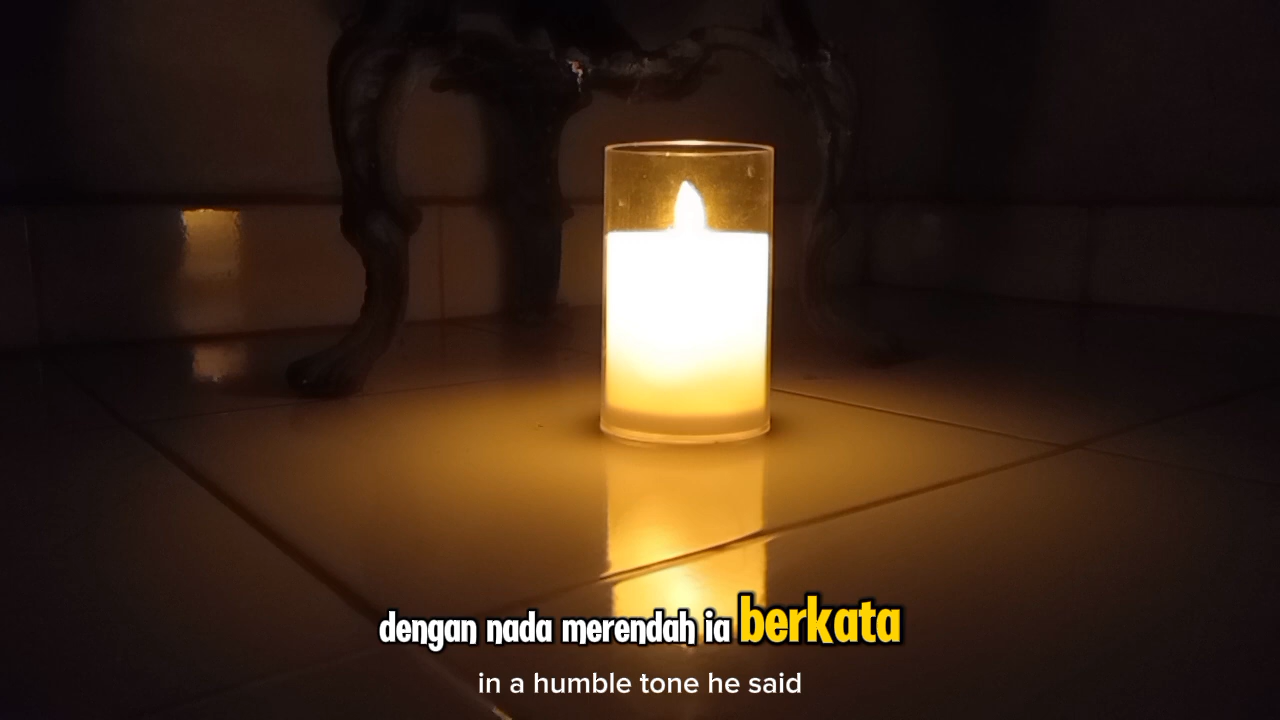 dengan nada merendah ia berkata
in a humble tone he said